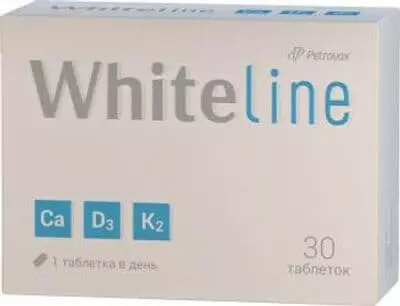 Petrovax
Whiteline
Ca D3 K2
30
1 таблетка в день
таблеток